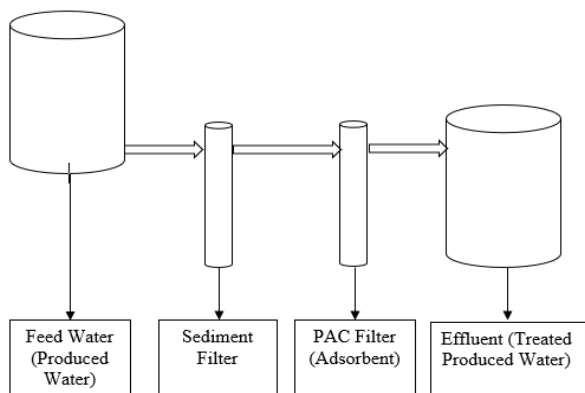 Feed Water
(Produced
Water)
Sediment
Filter
PAC Filter
(Adsorbent)
Effluent (Treated
Produced Water)